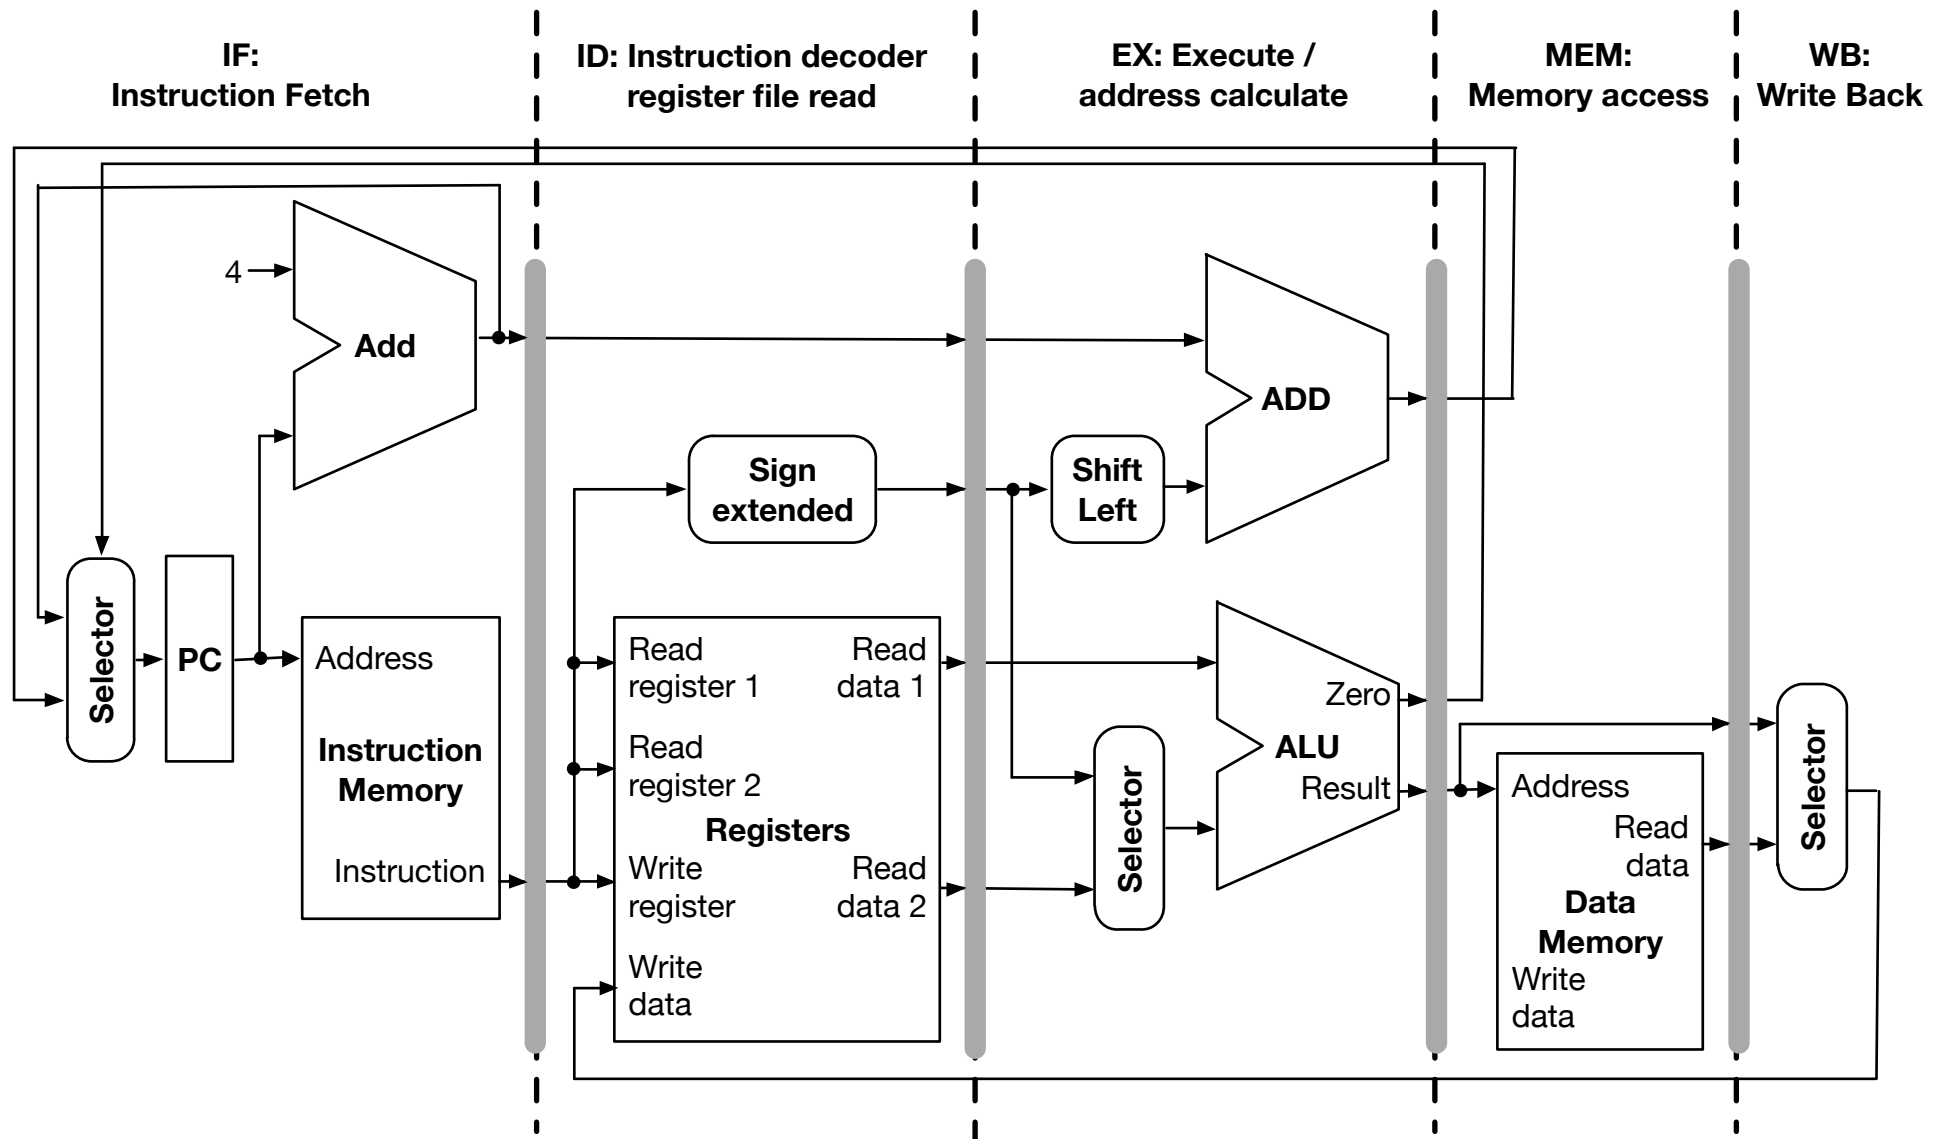 IF:
Instruction Fetch
ID: Instruction decoder
register file read
EX: Execute /
address calculate
MEM:
Memory access
WB:
Write Back
4
Add
Selector
PC
Address
Instruction
Memory
Instruction
Sign
extended
Read
register 1
Read
data 1
Read
register 2
Registers
Write
register
Read
data 2
Write
data
Shift
Left
ADD
Selector
Zero
ALU
Result
Address
Read
data
Data
Memory
Write
data
Selector